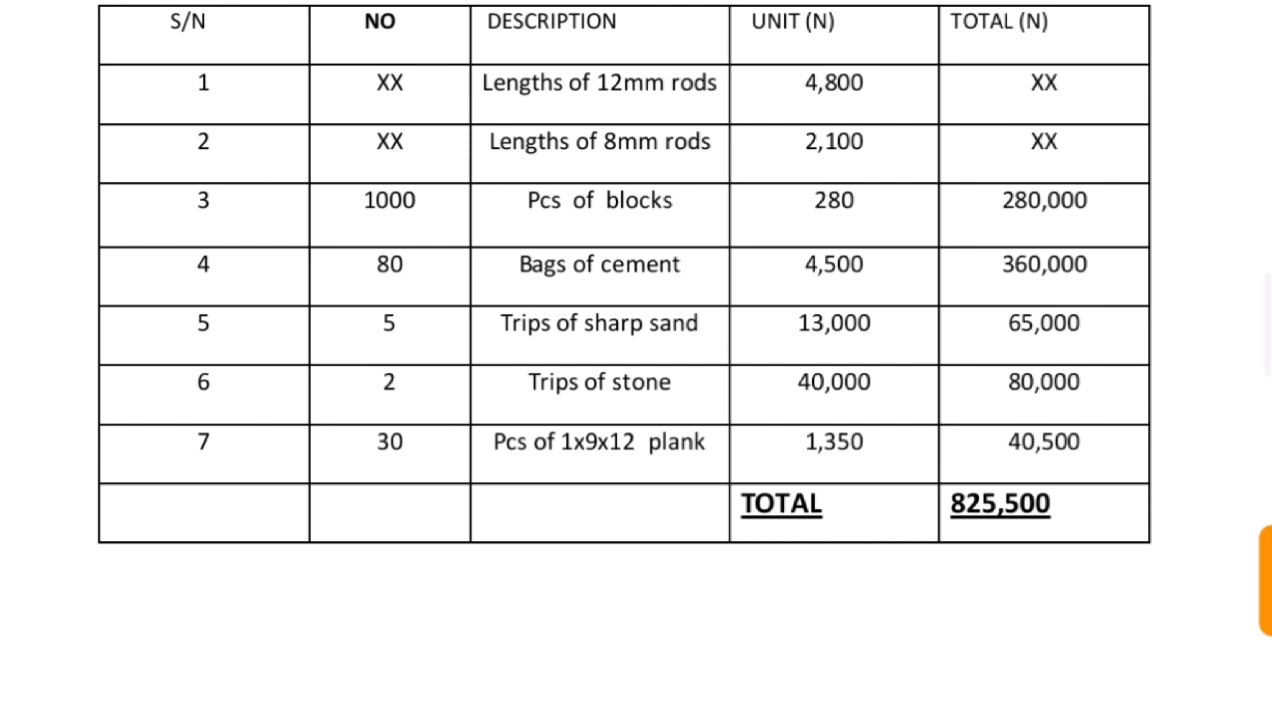 S/N NO DESCRIPTION UNIT (N) TOTAL (N)
1 XX Lengths of 12mm rods 4,800 XX
2 XX Lengths of 8mm rods 2,100 XX
3 1000 Pcs of blocks 280 280,000
4 80 Bags of cement 4,500 360,000
5 5 Trips of sharp sand 13,000 65,000
6 2 Trips of stone 40,000 80,000
7 30 Pcs of 1x9x12 plank 1,350 40,500
TOTAL 825,500